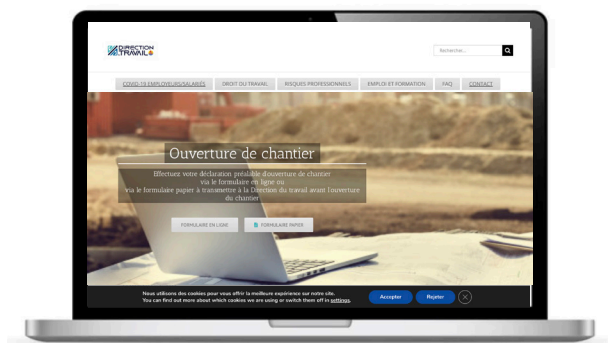 DIRECTION
TRAVAIL
Rechercher...
COVID-19 EMPLOYEURS/SALARIÉS DROIT DU TRAVAIL RISQUES PROFESSIONNELS EMPLOI ET FORMATION FAQ CONTACT
Ouverture de chantier
Effectuez votre déclaration préalable d'ouverture de chantier
via le formulaire en ligne ou
via le formulaire papier à transmettre à la Direction du travail avant l'ouverture
du chantier
FORMULAIRE EN LIGNE FORMULAIRE PAPIER
Nous utilisons des cookies pour vous offrir la meilleure expérience sur notre site.
You can find out more about which cookies we are using or switch them off in settings.
Accepter Rejeter